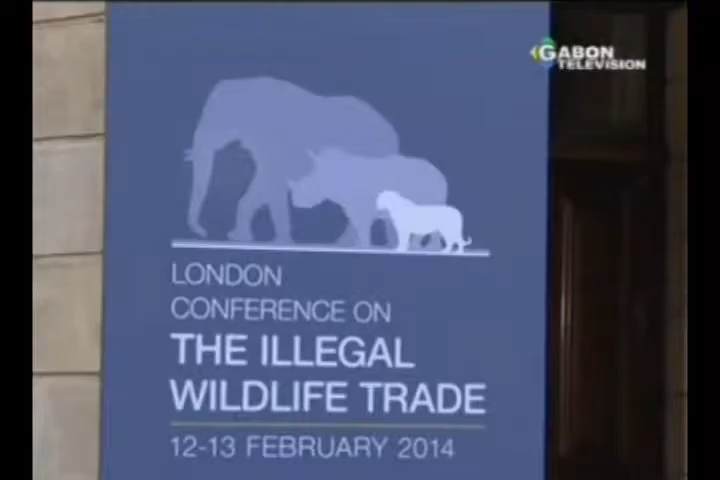 GABON
TELEVISION
LONDON
CONFERENCE ON
THE ILLEGAL
WILDLIFE TRADE
12-13 FEBRUARY 2014